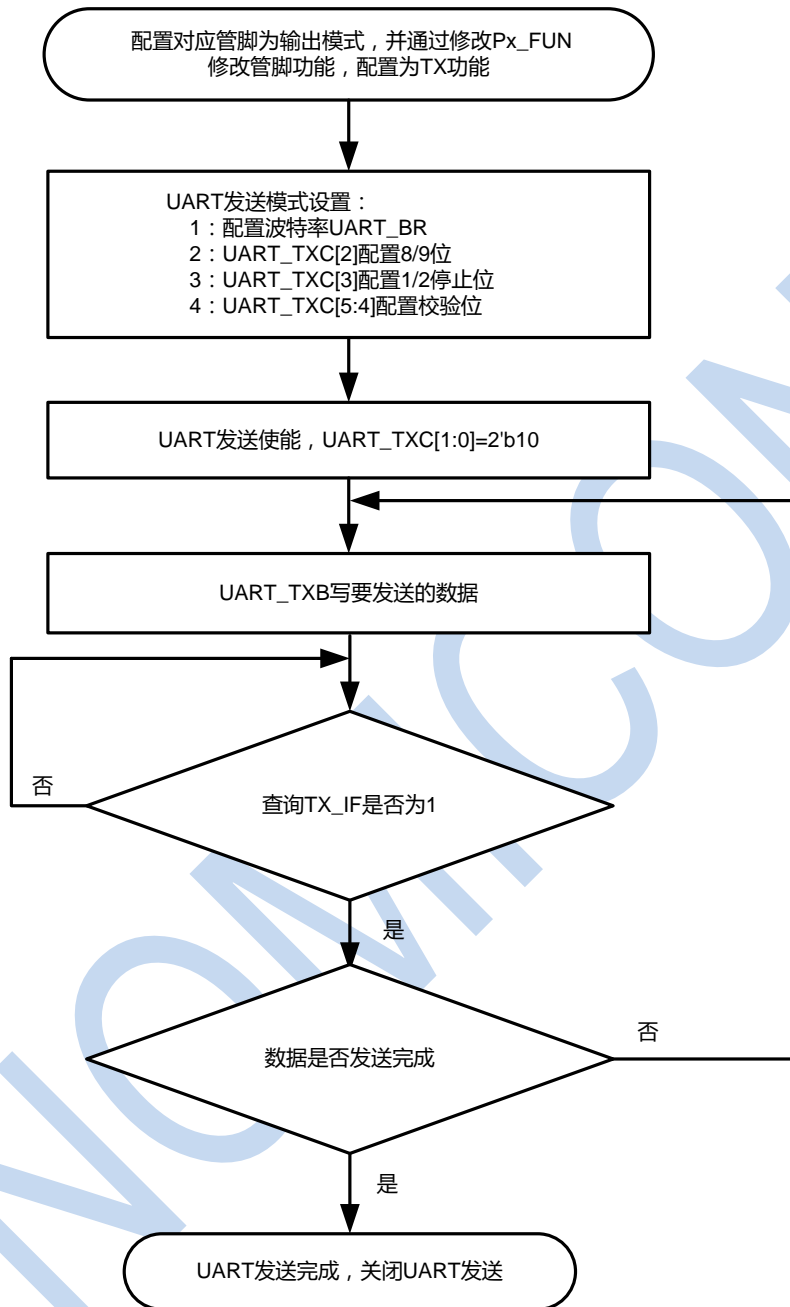 配置对应管脚为输出模式，并通过修改Px_FUN
修改管脚功能，配置为TX功能
UART发送模式设置：
1：配置波特率UART_BR
2：UART_TXC[2]配置8/9位
3：UART_TXC[3]配置1/2停止位
4：UART_TXC[5:4]配置校验位
UART发送使能，UART_TXC[1:0]=2'b10
UART_TXB写要发送的数据
否
查询TX_IF是否为1
是
数据是否发送完成
否
是
UART发送完成，关闭UART发送